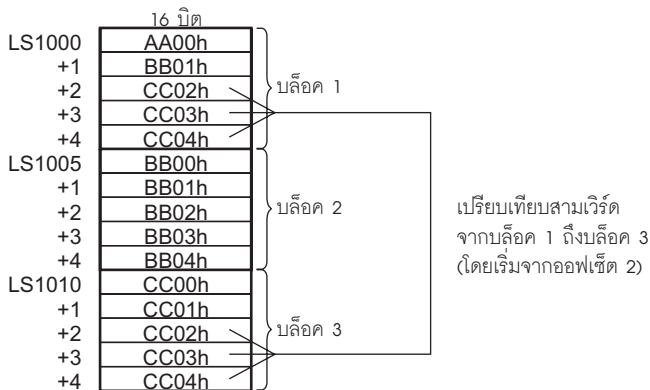 16 บิต
LS1000 AA00h
+1 BB01h
+2 CC02h บล็อค 1
+3 CC03h
+4 CC04h
LS1005 BB00h
+1 BB01h
+2 BB02h บล็อค 2
+3 BB03h
+4 BB04h
LS1010 CC00h
+1 CC01h
+2 CC02h บล็อค 3
+3 CC03h
+4 CC04h
เปรียบเทียบสามเวิร์ด
จากบล็อค 1 ถึงบล็อค 3
(โดยเริ่มจากออฟเซ็ต 2)